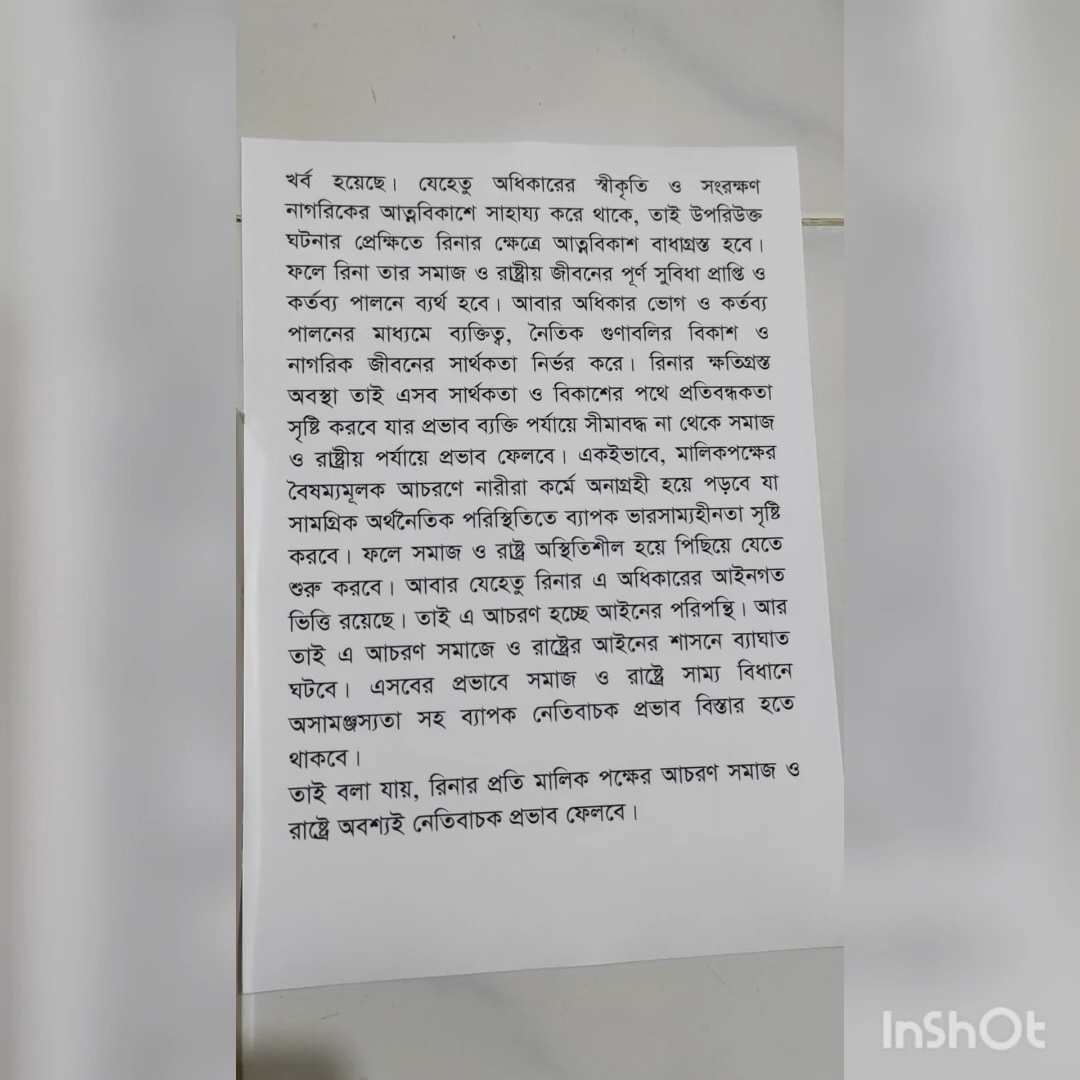 খর্ব হয়েছে। যেহেতু অধিকারের স্বীকৃতি ও সংরক্ষণ
নাগরিকের আত্নবিকাশে সাহায্য করে থাকে, তাই উপরিউক্ত
ঘটনার প্রেক্ষিতে রিনার ক্ষেত্রে আত্নবিকাশ বাধাগ্রস্ত হবে।
ফলে রিনা তার সমাজ ও রাষ্ট্রীয় জীবনের পূর্ণ সুবিধা প্রাপ্তি ও
কর্তব্য পালনে ব্যর্থ হবে। আবার অধিকার ভোগ ও কর্তব্য
পালনের মাধ্যমে ব্যক্তিত্ব, নৈতিক গুণাবলির বিকাশ ও
নাগরিক জীবনের সার্থকতা নির্ভর করে। রিনার ক্ষতিগ্রস্ত
অবস্থা তাই এসব সার্থকতা ও বিকাশের পথে প্রতিবন্ধকতা
সৃষ্টি করবে যার প্রভাব ব্যক্তি পর্যায়ে সীমাবদ্ধ না থেকে সমাজ
ও রাষ্ট্রীয় পর্যায়ে প্রভাব ফেলবে। একইভাবে, মালিকপক্ষের
বৈষম্যমূলক আচরণে নারীরা কর্মে অনাগ্রহী হয়ে পড়বে যা
সামগ্রিক অর্থনৈতিক পরিস্থিতিতে ব্যাপক ভারসাম্যহীনতা সৃষ্টি
করবে। ফলে সমাজ ও রাষ্ট্র অস্থিতিশীল হয়ে পিছিয়ে যেতে
শুরু করবে। আবার যেহেতু রিনার এ অধিকারের আইনগত
ভিত্তি রয়েছে। তাই এ আচরণ হচ্ছে আইনের পরিপন্থি। আর
তাই এ আচরণ সমাজে ও রাষ্ট্রের আইনের শাসনে ব্যাঘাত
ঘটবে। এসবের প্রভাবে সমাজ ও রাষ্ট্রে সাম্য বিধানে
অসামঞ্জস্যতা সহ ব্যাপক নেতিবাচক প্রভাব বিস্তার হতে
থাকবে।
তাই বলা যায়, রিনার প্রতি মালিক পক্ষের আচরণ সমাজ ও
রাষ্ট্রে অবশ্যই নেতিবাচক প্রভাব ফেলবে।
InShOt